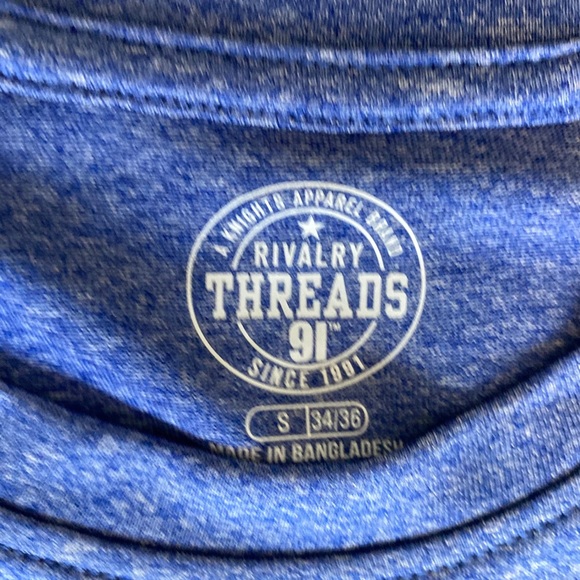 A KNIGHTS APPAREL BRAND
RIVALRY
THREADS
91™
SINCE 1991
S 34/36
MADE IN BANGLADESH